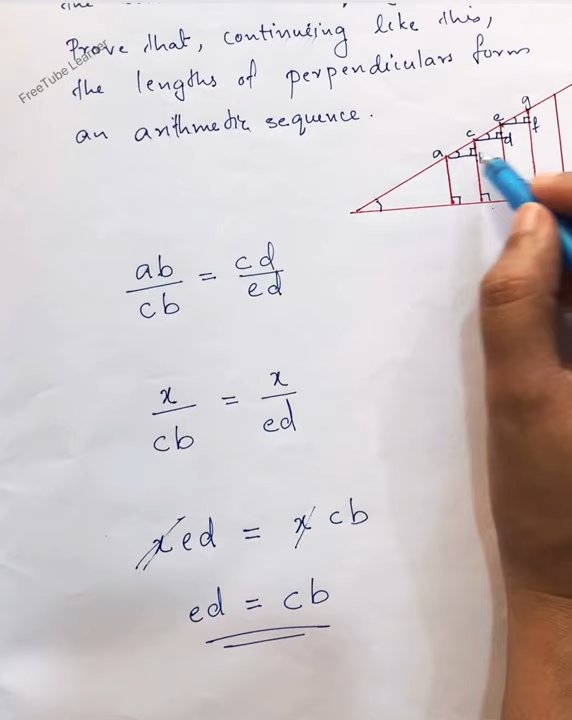 the
Prove that, continuing like this,
the lengths of perpendiculars form
an arithmetic sequence.
FreeTube Learner
g
e
c
f
d
a
ab/cb = cd/ed
x/cb = x/ed
x ed = x cb
ed = cb